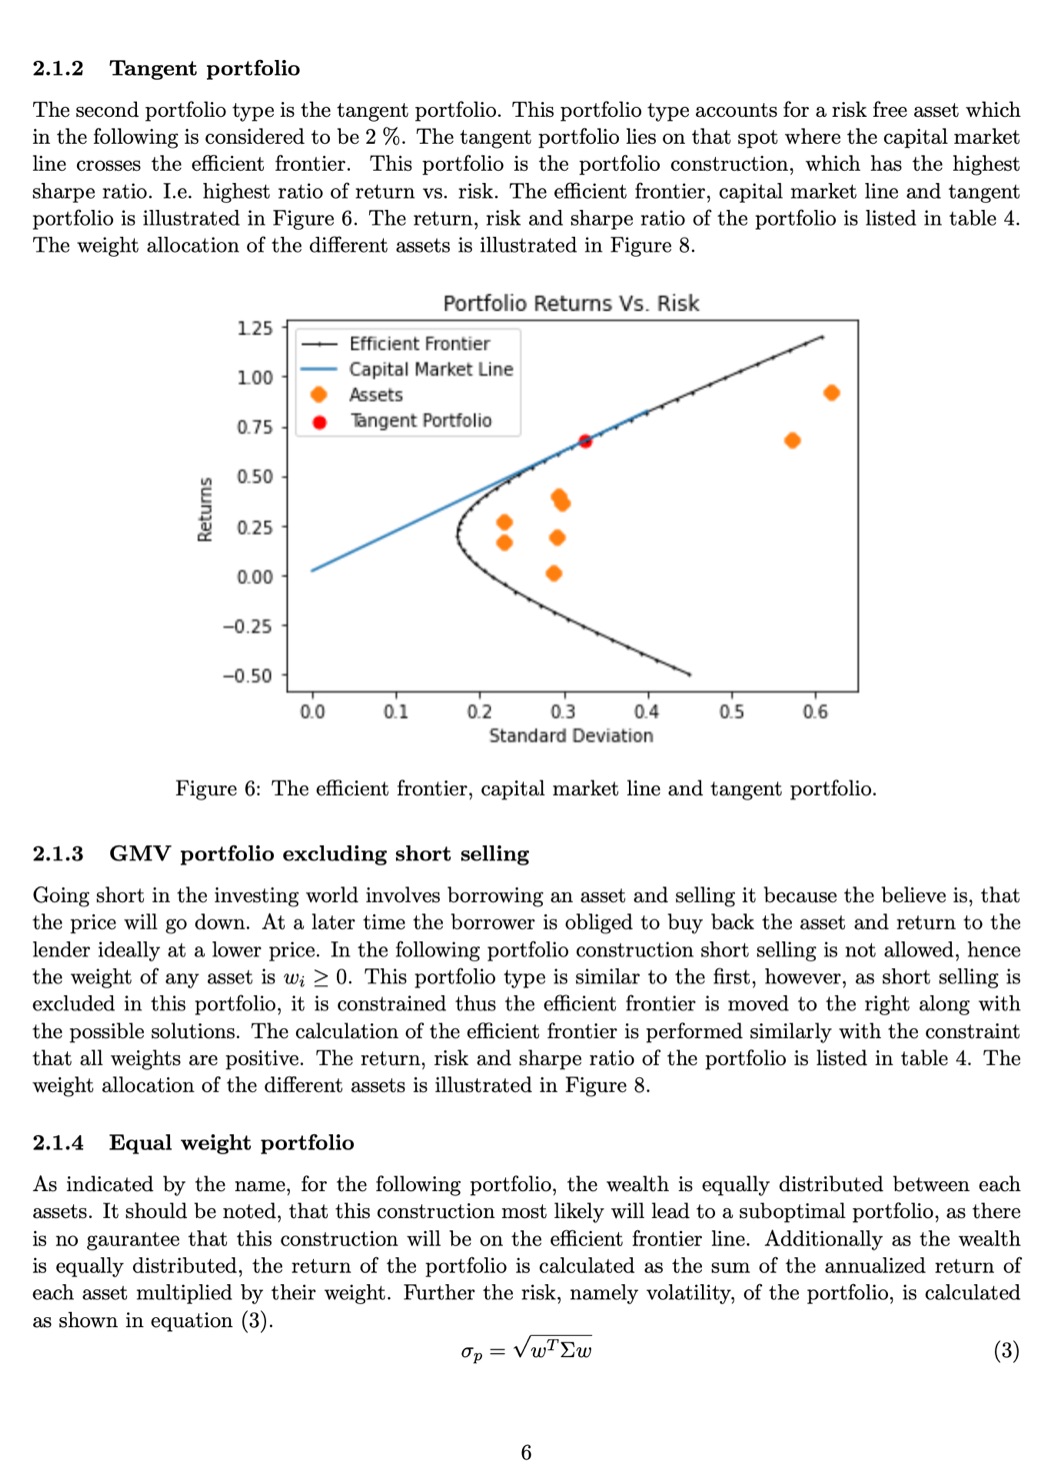 2.1.2 Tangent portfolio
The second portfolio type is the tangent portfolio. This portfolio type accounts for a risk free asset which
in the following is considered to be 2 %. The tangent portfolio lies on that spot where the capital market
line crosses the efficient frontier. This portfolio is the portfolio construction, which has the highest
sharpe ratio. I.e. highest ratio of return vs. risk. The efficient frontier, capital market line and tangent
portfolio is illustrated in Figure 6. The return, risk and sharpe ratio of the portfolio is listed in table 4.
The weight allocation of the different assets is illustrated in Figure 8.
Portfolio Returns Vs. Risk
Efficient Frontier
Capital Market Line
Assets
Tangent Portfolio
1.25
1.00
0.75
0.50
0.25
0.00
−0.25
−0.50
Returns
0.0 0.1 0.2 0.3 0.4 0.5 0.6
Standard Deviation
Figure 6: The efficient frontier, capital market line and tangent portfolio.
2.1.3 GMV portfolio excluding short selling
Going short in the investing world involves borrowing an asset and selling it because the believe is, that
the price will go down. At a later time the borrower is obliged to buy back the asset and return to the
lender ideally at a lower price. In the following portfolio construction short selling is not allowed, hence
the weight of any asset is wᵢ ≥ 0. This portfolio type is similar to the first, however, as short selling is
excluded in this portfolio, it is constrained thus the efficient frontier is moved to the right along with
the possible solutions. The calculation of the efficient frontier is performed similarly with the constraint
that all weights are positive. The return, risk and sharpe ratio of the portfolio is listed in table 4. The
weight allocation of the different assets is illustrated in Figure 8.
2.1.4 Equal weight portfolio
As indicated by the name, for the following portfolio, the wealth is equally distributed between each
assets. It should be noted, that this construction most likely will lead to a suboptimal portfolio, as there
is no gaurantee that this construction will be on the efficient frontier line. Additionally as the wealth
is equally distributed, the return of the portfolio is calculated as the sum of the annualized return of
each asset multiplied by their weight. Further the risk, namely volatility, of the portfolio, is calculated
as shown in equation (3).
σₚ = √(wᵀΣw) (3)
6